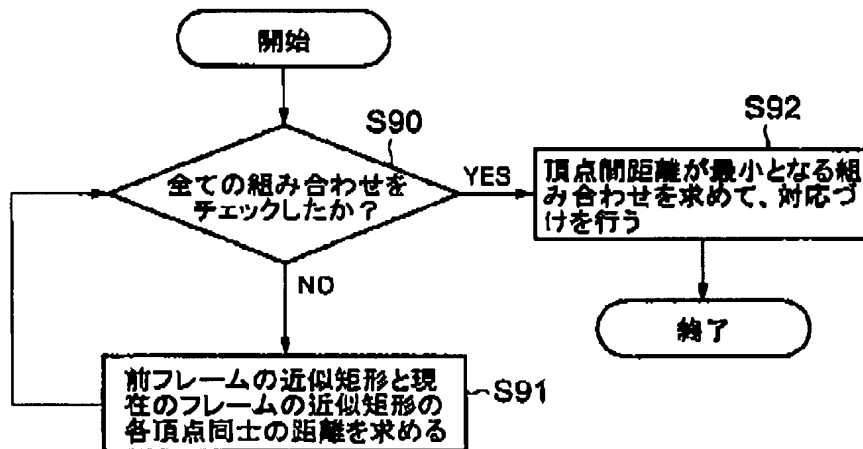 開始
S90
全ての組み合わせを
チェックしたか?
YES
NO
S91
前フレームの近似矩形と現
在のフレームの近似矩形の
各頂点同士の距離を求める
S92
頂点間距離が最小となる組
み合わせを求めて、対応づ
けを行う
終了